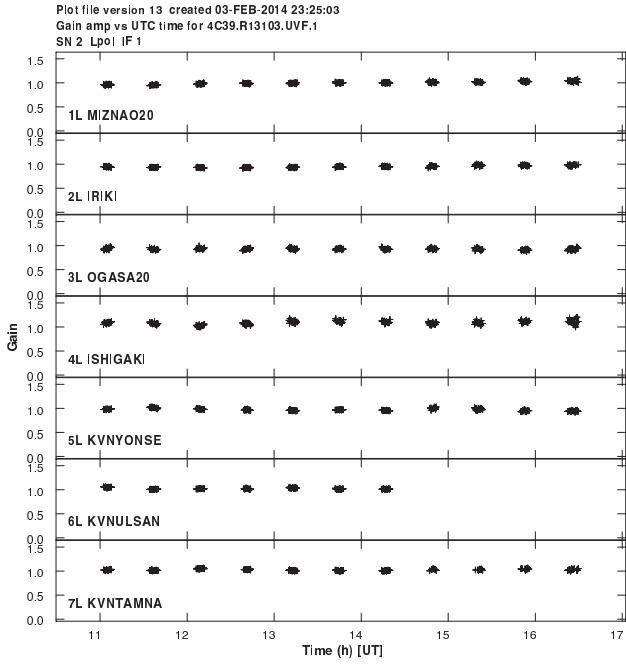 Plot file version 13 created 03-FEB-2014 23:25:03
Gain amp vs UTC time for 4C39.R13103.UVF.1
SN 2 Lpol IF 1
1.5
1.0
0.5
1L MIZNAO20
0.0
1.5
1.0
0.5
2L IRIKI
0.0
1.5
1.0
0.5
3L OGASA20
0.0
1.5
1.0
Gain
0.5
4L ISHIGAKI
0.0
1.5
1.0
0.5
5L KVNYONSE
0.0
1.5
1.0
0.5
6L KVNULSAN
0.0
1.5
1.0
0.5
7L KVNTAMNA
0.0
11 12 13 14 15 16 17
Time (h) [UT]